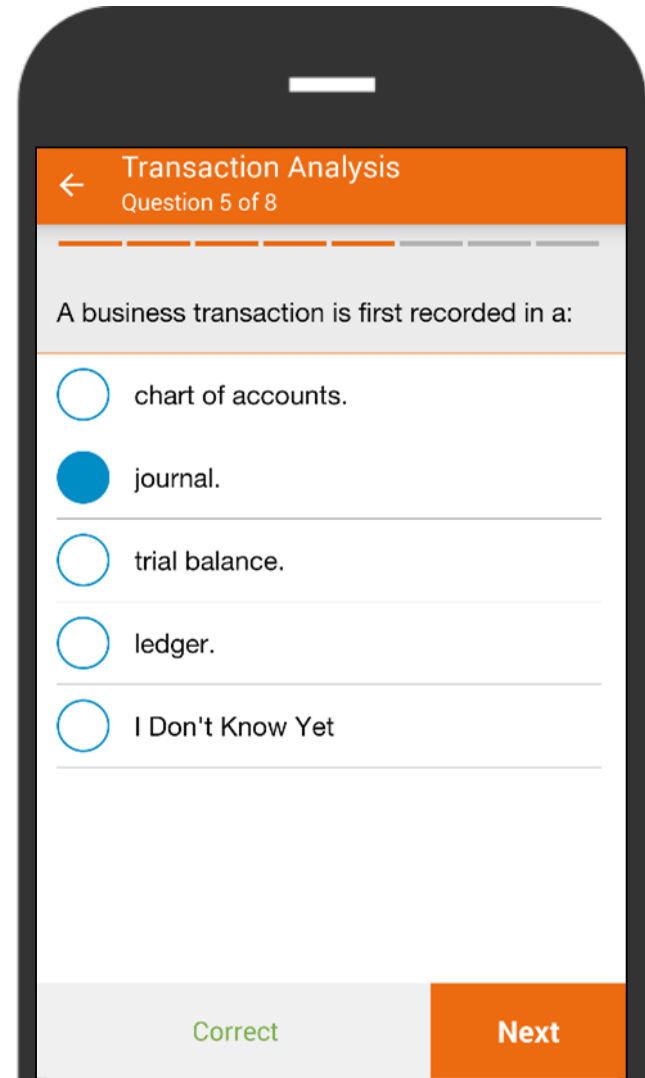 Transaction Analysis
Question 5 of 8
A business transaction is first recorded in a:
chart of accounts.
journal.
trial balance.
ledger.
I Don't Know Yet
Correct
Next